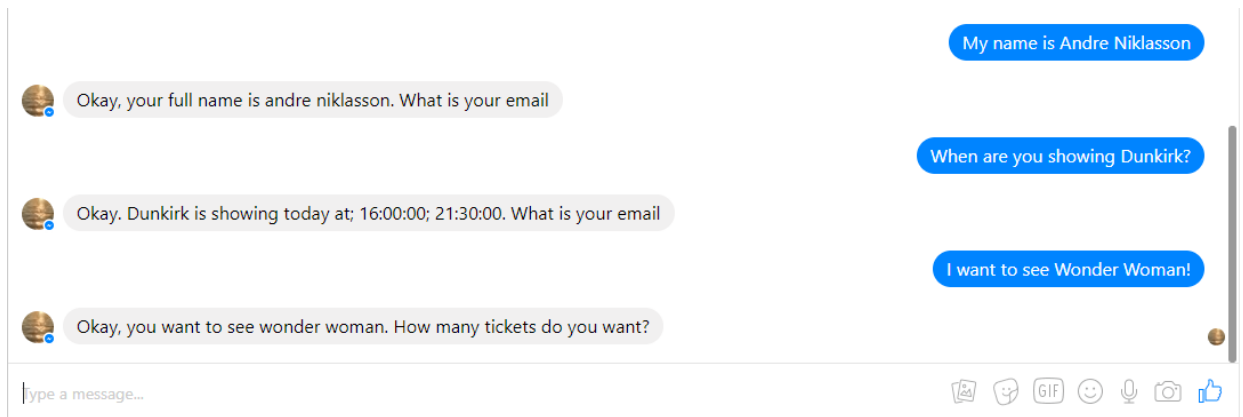 My name is Andre Niklasson
Okay, your full name is andre niklasson. What is your email
When are you showing Dunkirk?
Okay. Dunkirk is showing today at; 16:00:00; 21:30:00. What is your email
I want to see Wonder Woman!
Okay, you want to see wonder woman. How many tickets do you want?
Type a message...
GIF